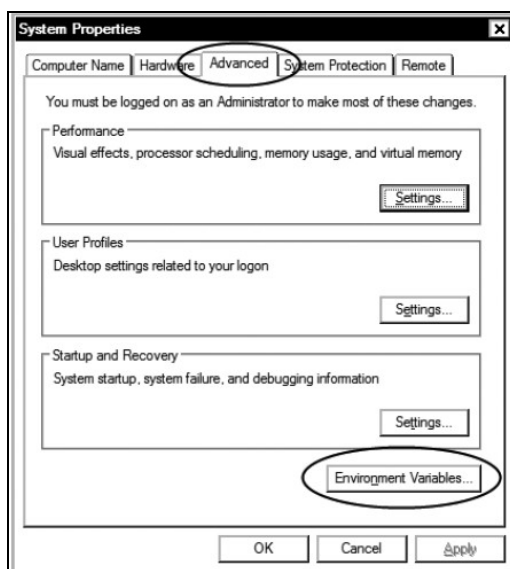 System Properties
Computer Name Hardware Advanced System Protection Remote
You must be logged on as an Administrator to make most of these changes.
Performance
Visual effects, processor scheduling, memory usage, and virtual memory
Settings...
User Profiles
Desktop settings related to your logon
Settings...
Startup and Recovery
System startup, system failure, and debugging information
Settings...
Environment Variables...
OK Cancel Apply